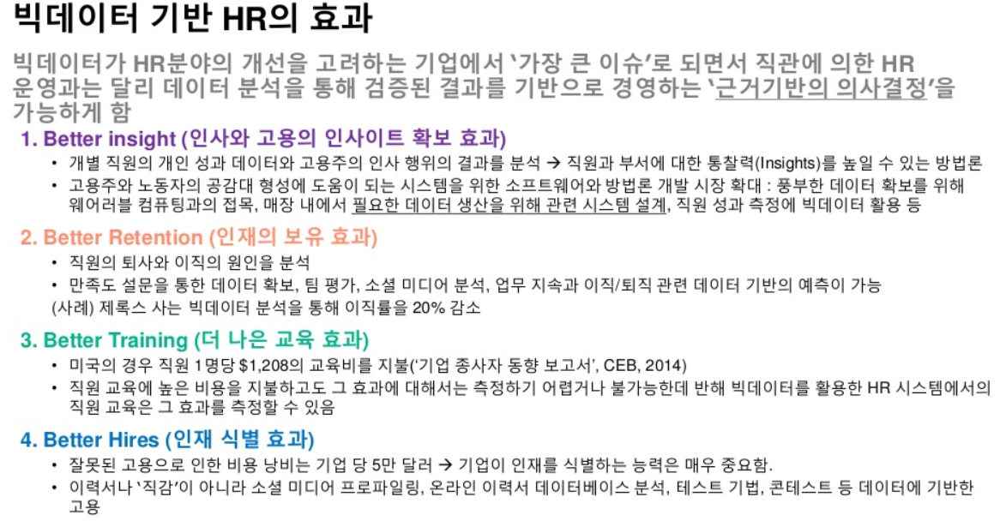 빅데이터 기반 HR의 효과
빅데이터가 HR분야의 개선을 고려하는 기업에서 '가장 큰 이슈'로 되면서 직관에 의한 HR
운영과는 달리 데이터 분석을 통해 검증된 결과를 기반으로 경영하는 '근거기반의 의사결정'을
가능하게 함
1. Better insight (인사와 고용의 인사이트 확보 효과)
• 개별 직원의 개인 성과 데이터와 고용주의 인사 행위의 결과를 분석 → 직원과 부서에 대한 통찰력(Insights)를 높일 수 있는 방법론
• 고용주와 노동자의 공감대 형성에 도움이 되는 시스템을 위한 소프트웨어와 방법론 개발 시장 확대 : 풍부한 데이터 확보를 위해
웨어러블 컴퓨팅과의 접목, 매장 내에서 필요한 데이터 생산을 위해 관련 시스템 설계, 직원 성과 측정에 빅데이터 활용 등
2. Better Retention (인재의 보유 효과)
• 직원의 퇴사와 이직의 원인을 분석
• 만족도 설문을 통한 데이터 확보, 팀 평가, 소셜 미디어 분석, 업무 지속과 이직/퇴직 관련 데이터 기반의 예측이 가능
(사례) 제록스 사는 빅데이터 분석을 통해 이직률을 20% 감소
3. Better Training (더 나은 교육 효과)
• 미국의 경우 직원 1명당 $1,208의 교육비를 지불('기업 종사자 동향 보고서', CEB, 2014)
• 직원 교육에 높은 비용을 지불하고도 그 효과에 대해서는 측정하기 어렵거나 불가능한데 반해 빅데이터를 활용한 HR 시스템에서의
직원 교육은 그 효과를 측정할 수 있음
4. Better Hires (인재 식별 효과)
• 잘못된 고용으로 인한 비용 낭비는 기업 당 5만 달러 → 기업이 인재를 식별하는 능력은 매우 중요함.
• 이력서나 '직감'이 아니라 소셜 미디어 프로파일링, 온라인 이력서 데이터베이스 분석, 테스트 기법, 콘테스트 등 데이터에 기반한
고용